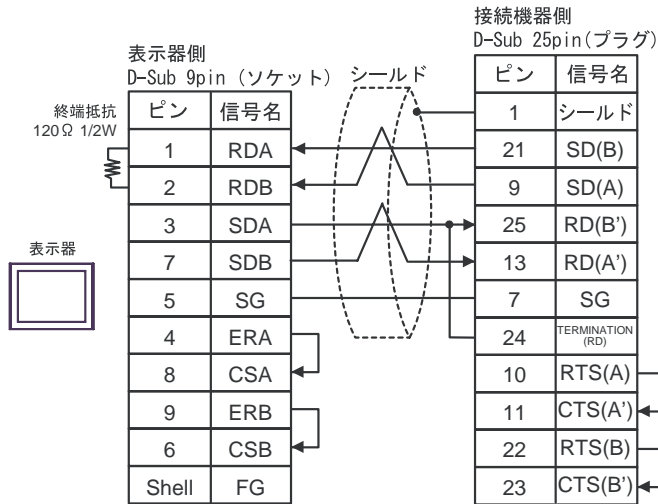 接続機器側
D-Sub 25pin(プラグ)
表示器側
D-Sub 9pin (ソケット)
シールド
終端抵抗
120Ω 1/2W
表示器
ピン 信号名
1 RDA
2 RDB
3 SDA
7 SDB
5 SG
4 ERA
8 CSA
9 ERB
6 CSB
Shell FG
ピン 信号名
1 シールド
21 SD(B)
9 SD(A)
25 RD(B')
13 RD(A')
7 SG
24 TERMINATION
(RD)
10 RTS(A)
11 CTS(A')
22 RTS(B)
23 CTS(B')